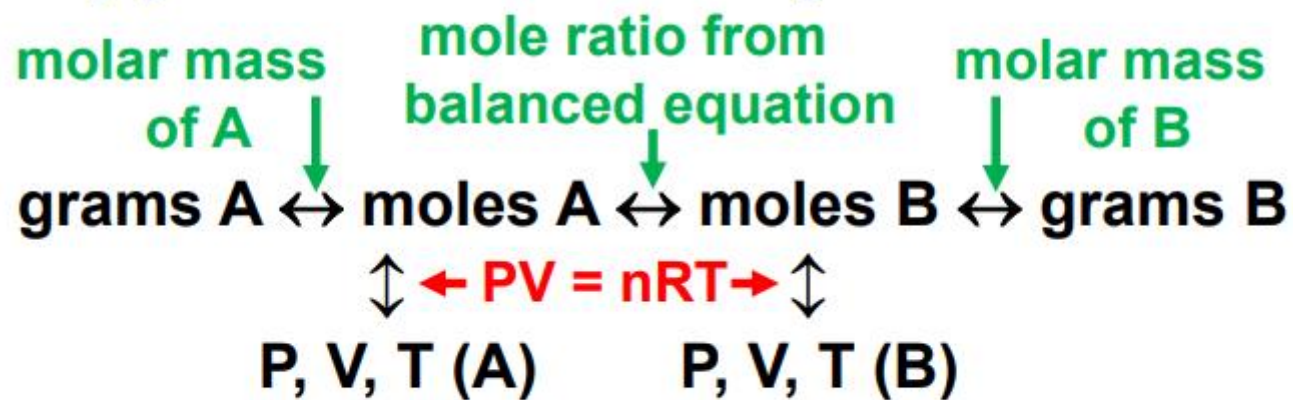 molar mass of A
mole ratio from balanced equation
molar mass of B
grams A ↔ moles A ↔ moles B ↔ grams B
PV = nRT
P, V, T (A) P, V, T (B)